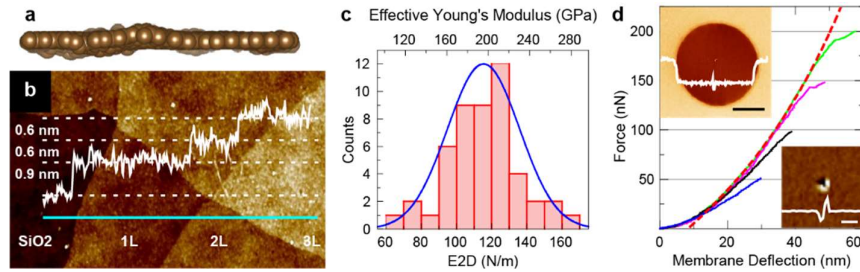 a
b
0.6 nm
0.6 nm
0.9 nm
SiO2 1L 2L 3L
c
Effective Young's Modulus (GPa)
120 160 200 240 280
Counts
12
10
8
6
4
2
0
60 80 100 120 140 160
E2D (N/m)
d
Force (nN)
200
150
100
50
0 20 40 60
Membrane Deflection (nm)